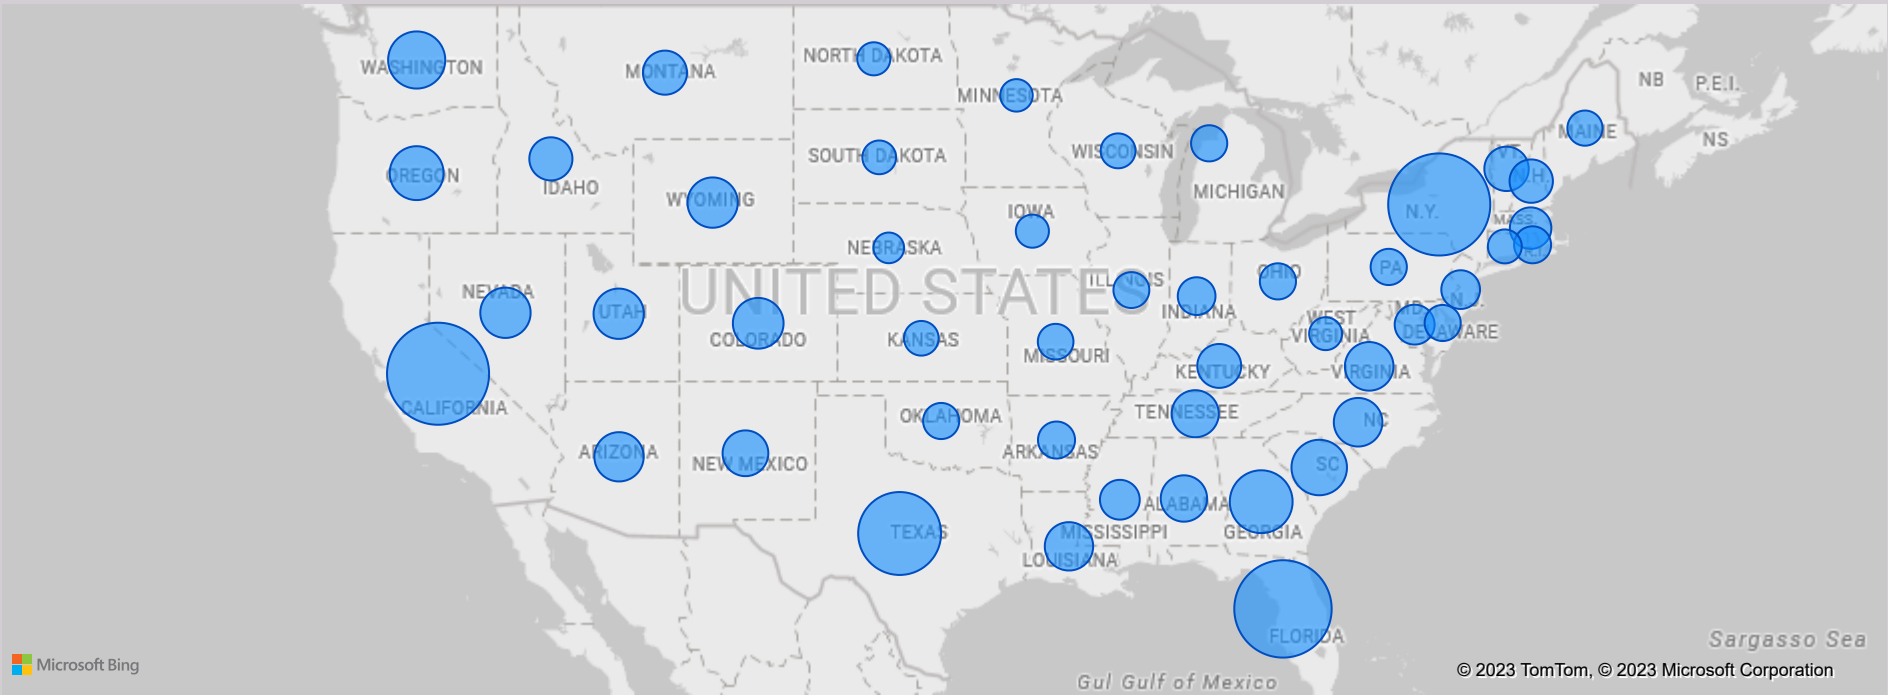 WASHINGTON
MONTANA
NORTH DAKOTA
MINNESOTA
NB
P.E.I.
NS
MAINE
VT.
N.H.
OREGON
IDAHO
WYOMING
SOUTH DAKOTA
WISCONSIN
MICHIGAN
N.Y.
MASS.
R.I.
IOWA
NEBRASKA
UNITED STATES
NEVADA
UTAH
COLORADO
KANSAS
ILLINOIS
INDIANA
OHIO
PA
N.J.
MD.
DELAWARE
WEST
VIRGINIA
MISSOURI
KENTUCKY
VIRGINIA
CALIFORNIA
ARIZONA
NEW MEXICO
OKLAHOMA
ARKANSAS
TENNESSEE
NC
SC
TEXAS
LOUISIANA
MISSISSIPPI
ALABAMA
GEORGIA
FLORIDA
Sargasso Sea
Gul Gulf of Mexico
Microsoft Bing
© 2023 TomTom, © 2023 Microsoft Corporation